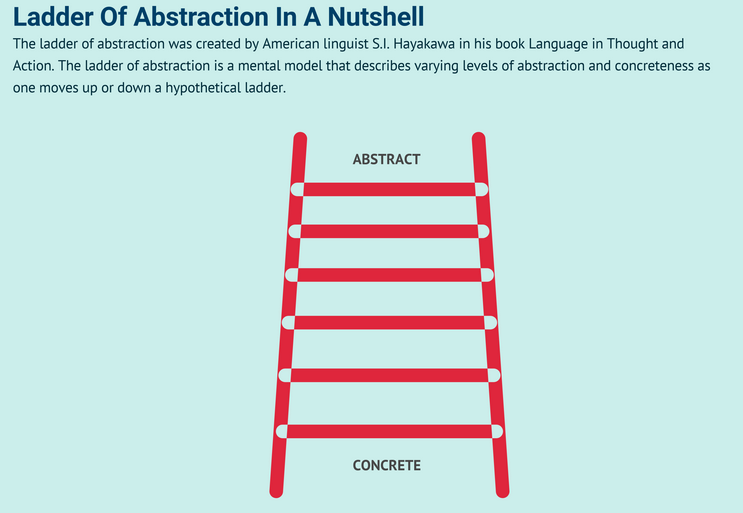 Ladder Of Abstraction In A Nutshell
The ladder of abstraction was created by American linguist S.I. Hayakawa in his book Language in Thought and
Action. The ladder of abstraction is a mental model that describes varying levels of abstraction and concreteness as
one moves up or down a hypothetical ladder.
ABSTRACT
CONCRETE